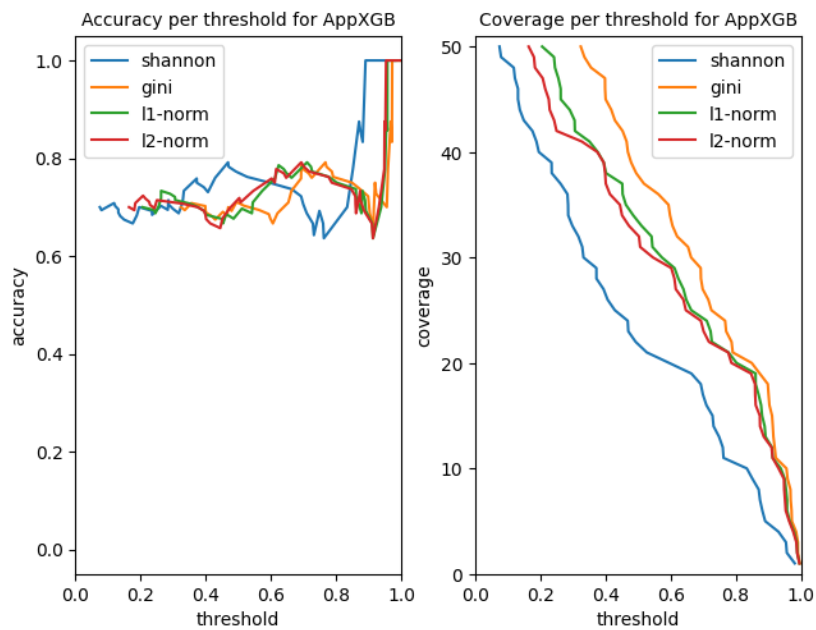 Accuracy per threshold for AppXGB
shannon
gini
l1-norm
l2-norm
1.0
0.8
0.6
0.4
0.2
0.0
accuracy
0.0 0.2 0.4 0.6 0.8 1.0
threshold
Coverage per threshold for AppXGB
shannon
gini
l1-norm
l2-norm
50
40
30
20
10
0
coverage
0.0 0.2 0.4 0.6 0.8 1.0
threshold